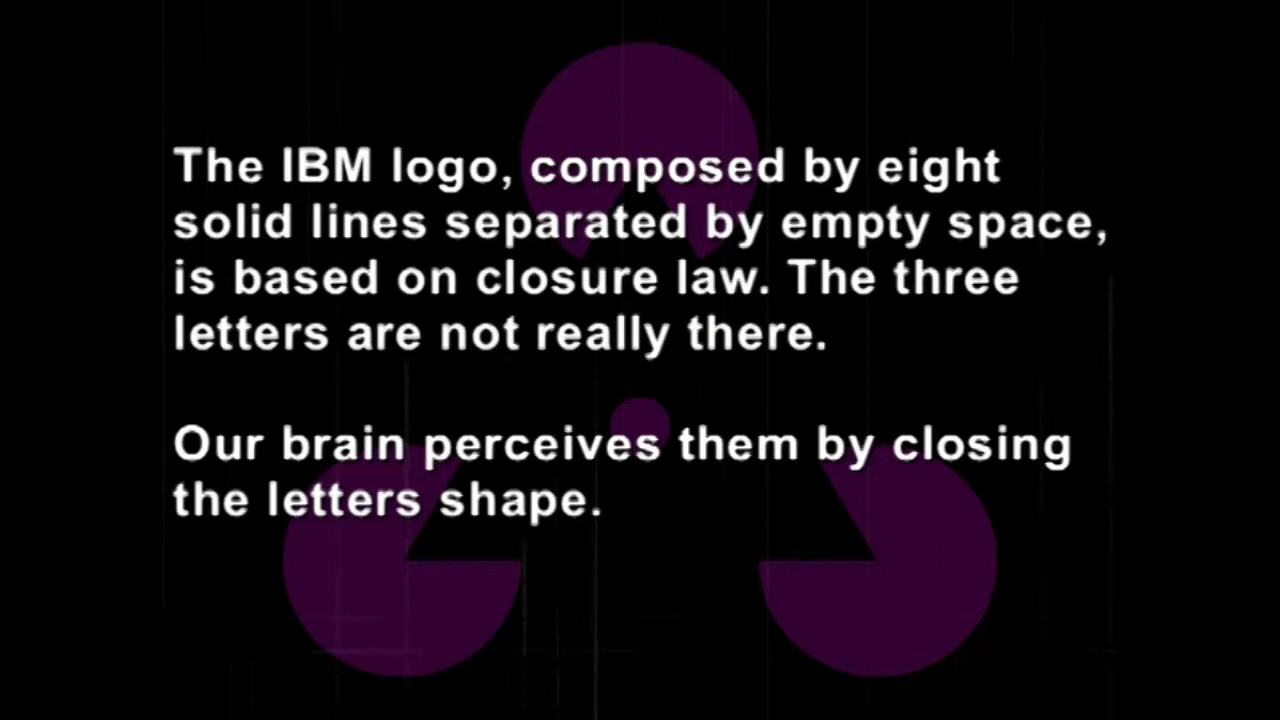 The IBM logo, composed by eight
solid lines separated by empty space,
is based on closure law. The three
letters are not really there.
Our brain perceives them by closing
the letters shape.